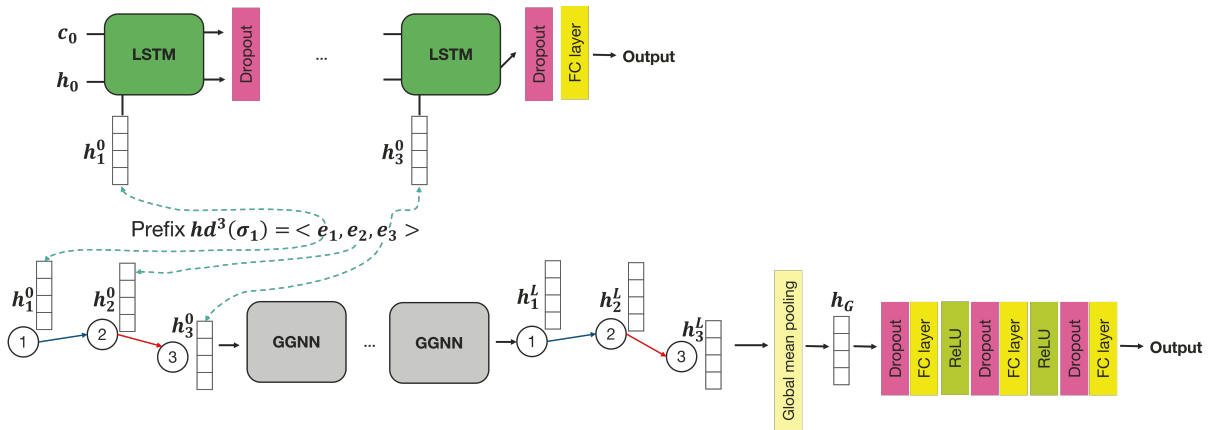 c₀
h₀
LSTM
Dropout
...
LSTM
Dropout
FC layer
Output
h₁⁰
h₃⁰
Prefix hd³(σ₁) = < e₁, e₂, e₃ >
h₁⁰
h₂⁰
h₃⁰
1
2
3
GGNN
...
GGNN
h₁ᴸ
h₂ᴸ
h₃ᴸ
1
2
3
Global mean pooling
h_G
Dropout
FC layer
ReLU
Dropout
FC layer
ReLU
Dropout
FC layer
Output